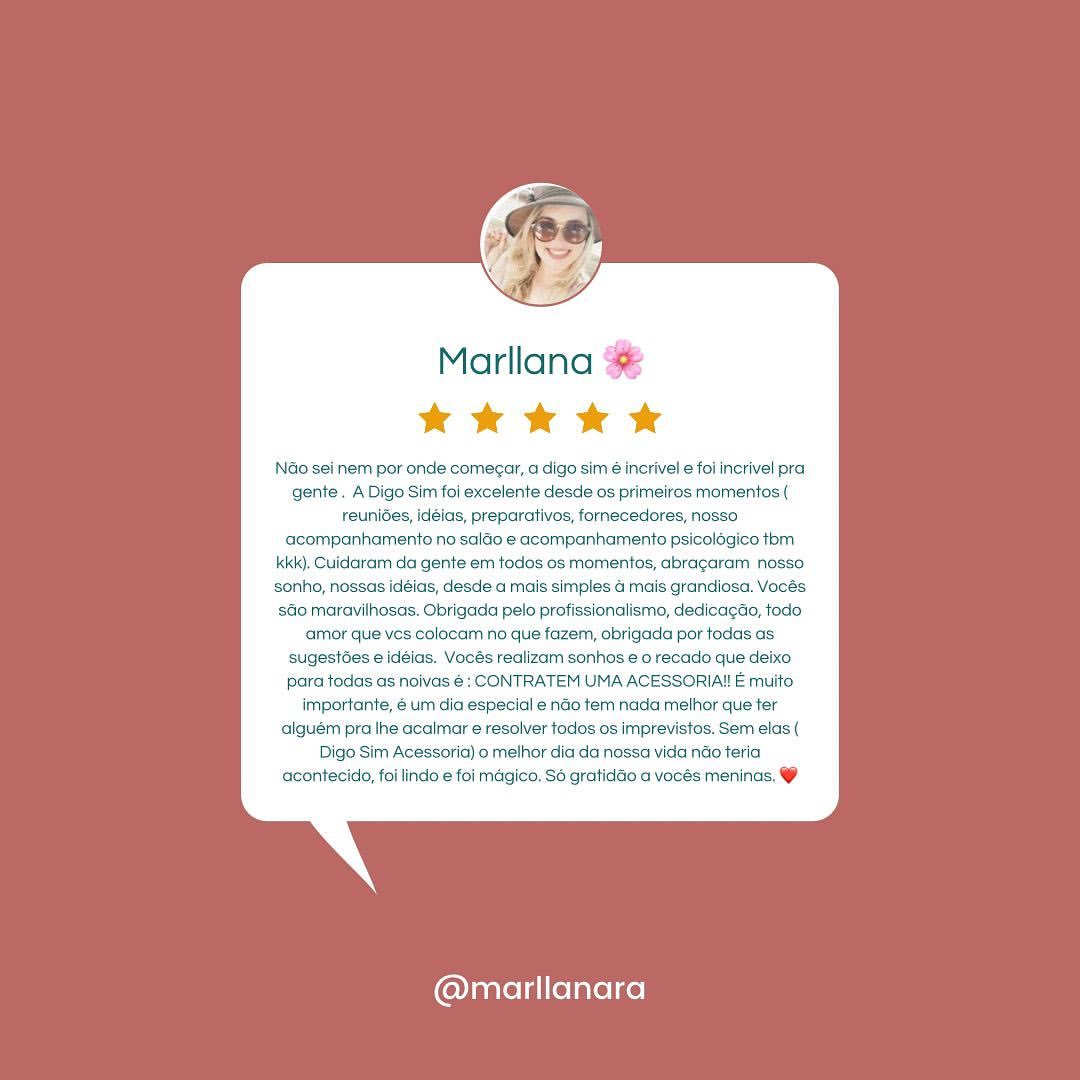 Marllana 🌸
Não sei nem por onde começar, a digo sim é incrível e foi incrível pra
gente .  A Digo Sim foi excelente desde os primeiros momentos (
reuniões, idéias, preparativos, fornecedores, nosso
acompanhamento no salão e acompanhamento psicológico tbm
kkk). Cuidaram da gente em todos os momentos, abraçaram  nosso
sonho, nossas idéias, desde a mais simples à mais grandiosa. Vocês
são maravilhosas. Obrigada pelo profissionalismo, dedicação, todo
amor que vcs colocam no que fazem, obrigada por todas as
sugestões e idéias.  Vocês realizam sonhos e o recado que deixo
para todas as noivas é : CONTRATEM UMA ACESSORIA!! É muito
importante, é um dia especial e não tem nada melhor que ter
alguém pra lhe acalmar e resolver todos os imprevistos. Sem elas (
Digo Sim Acessoria) o melhor dia da nossa vida não teria
acontecido, foi lindo e foi mágico. Só gratidão a vocês meninas. ❤️
@marllanara